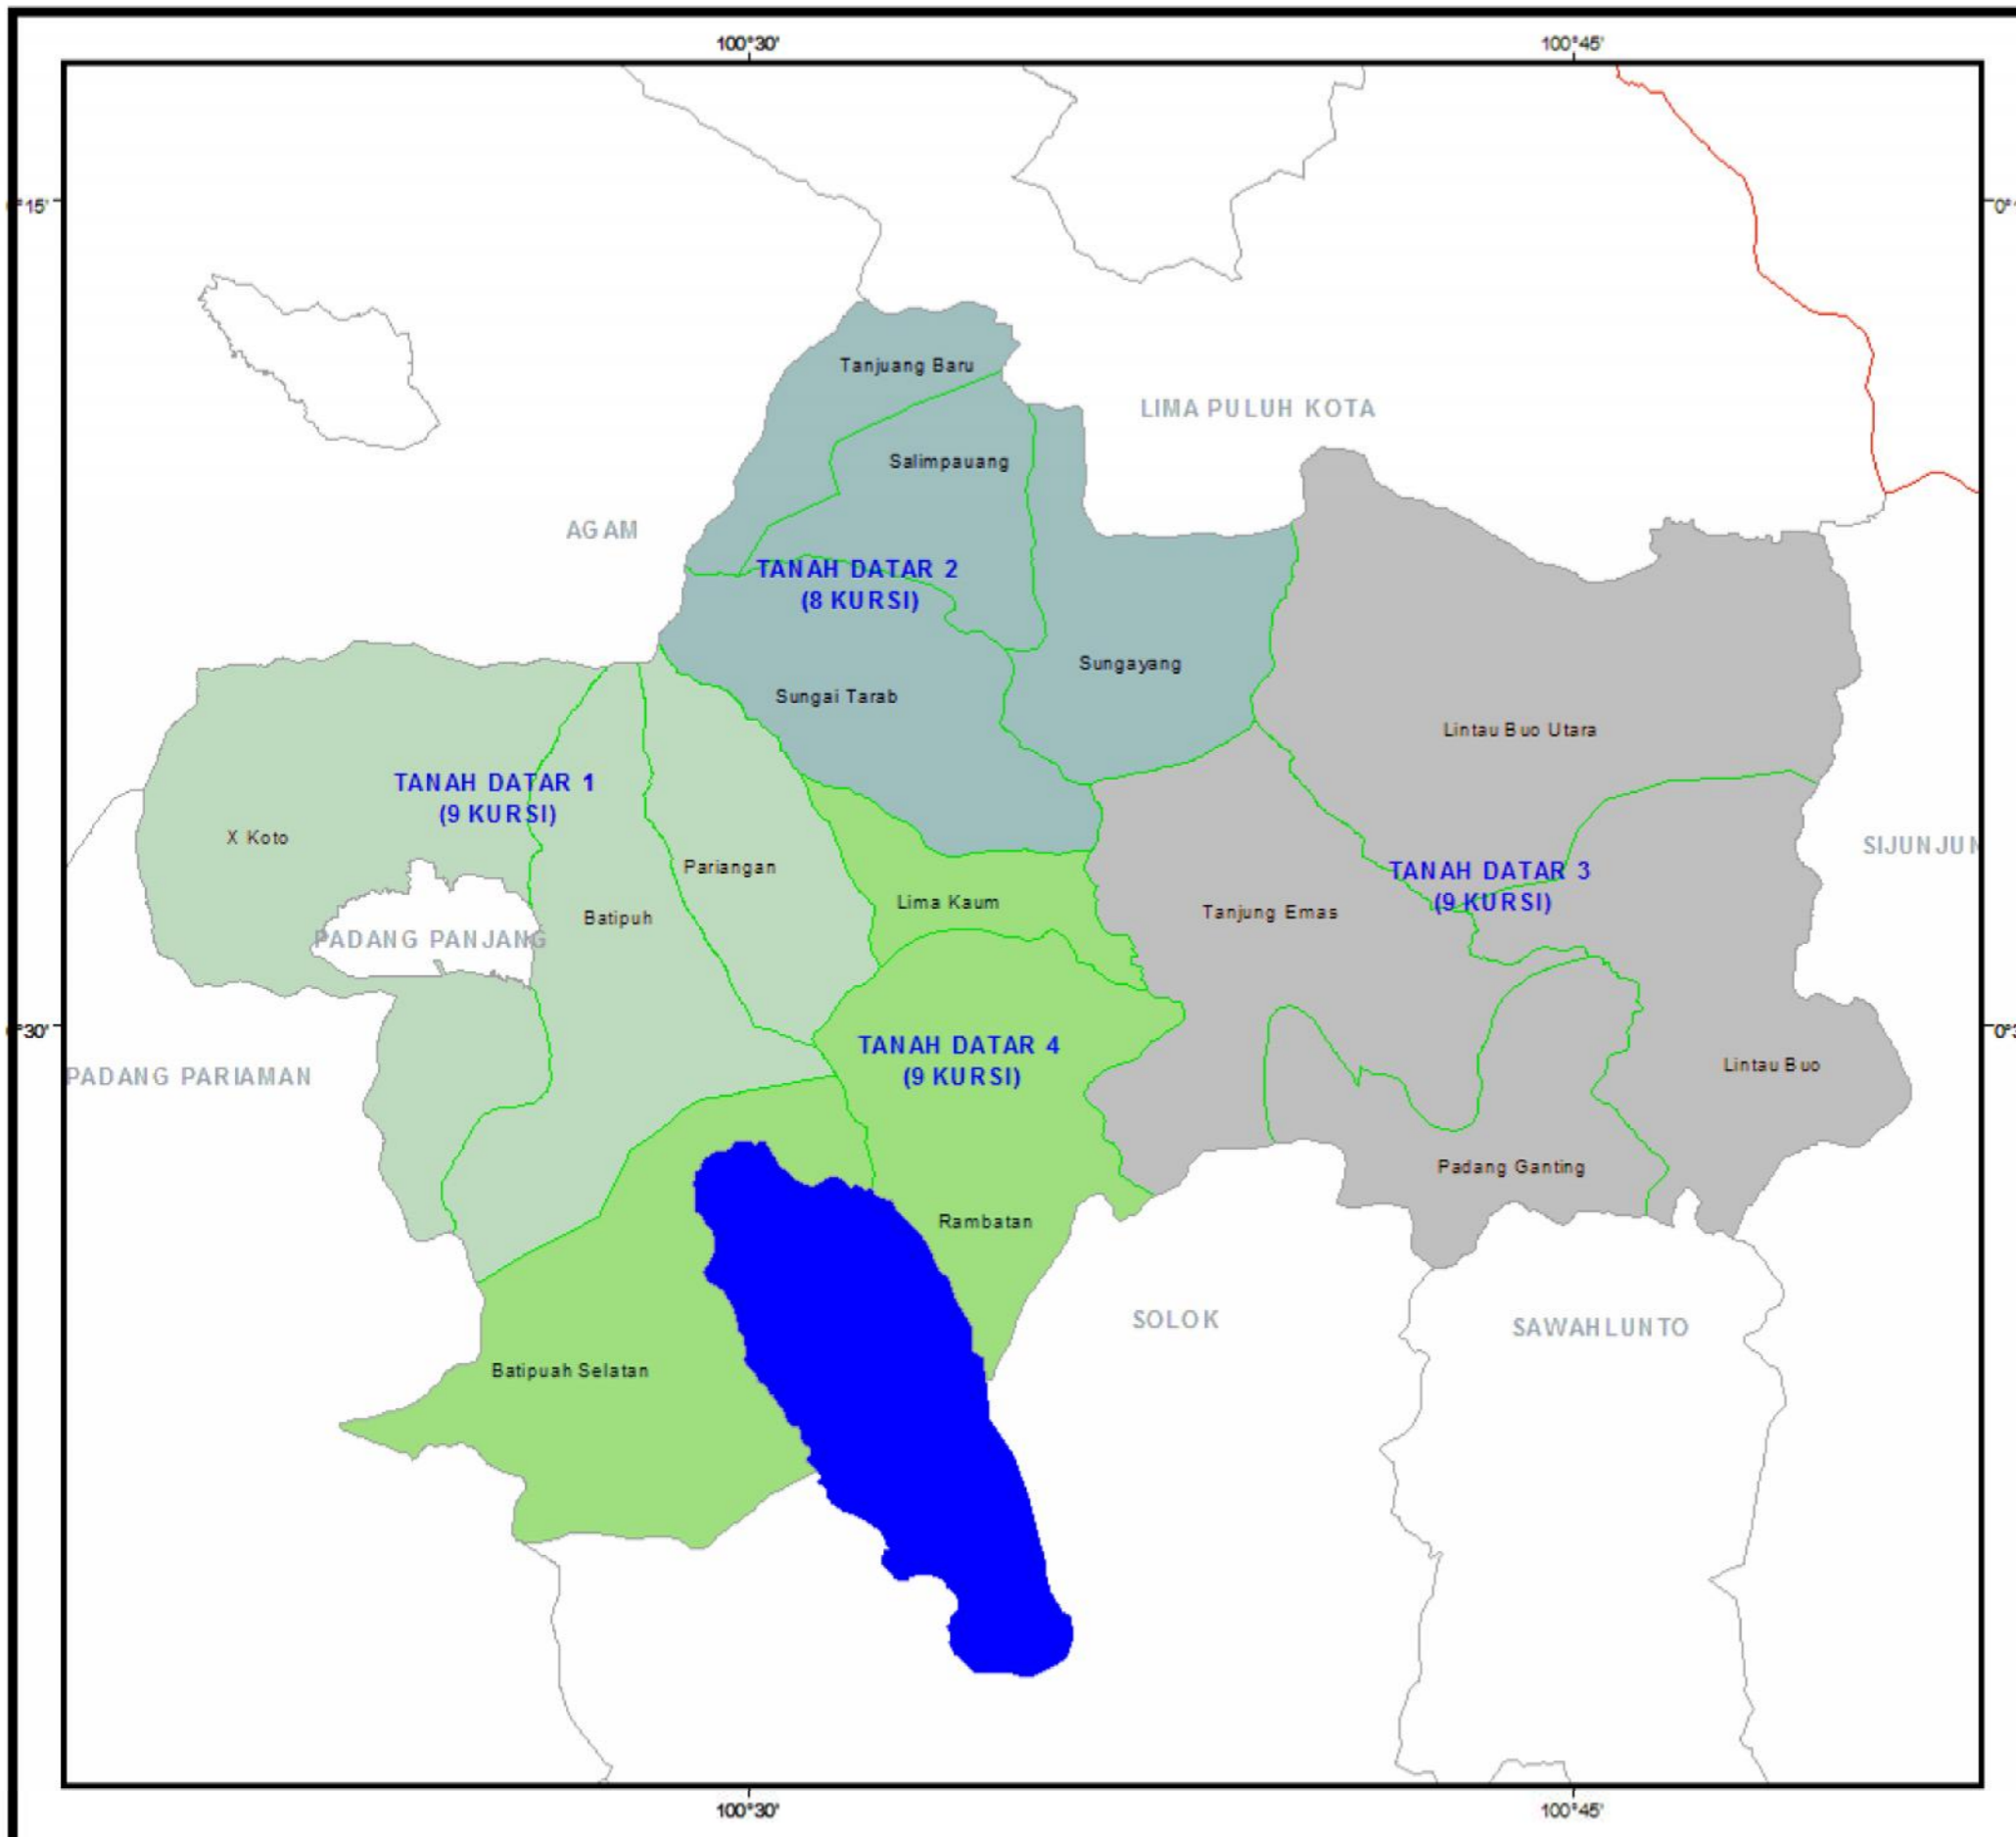 100°30'
100°45'
°15'
0°1
Tanjuang Baru
LIMA PULUH KOTA
Salimpauang
AGAM
TANAH DATAR 2
(8 KURSI)
Sungayang
Sungai Tarab
Lintau Buo Utara
TANAH DATAR 1
(9 KURSI)
X Koto
SIJUNJUN
Pariangan
TANAH DATAR 3
(9 KURSI)
Lima Kaum
Tanjung Emas
Batipuh
PADANG PANJANG
°30'
0°3
TANAH DATAR 4
(9 KURSI)
Lintau Buo
PADANG PARIAMAN
Padang Ganting
Rambatan
SOLOK
SAWAHLUNTO
Batipuah Selatan
100°30'
100°45'